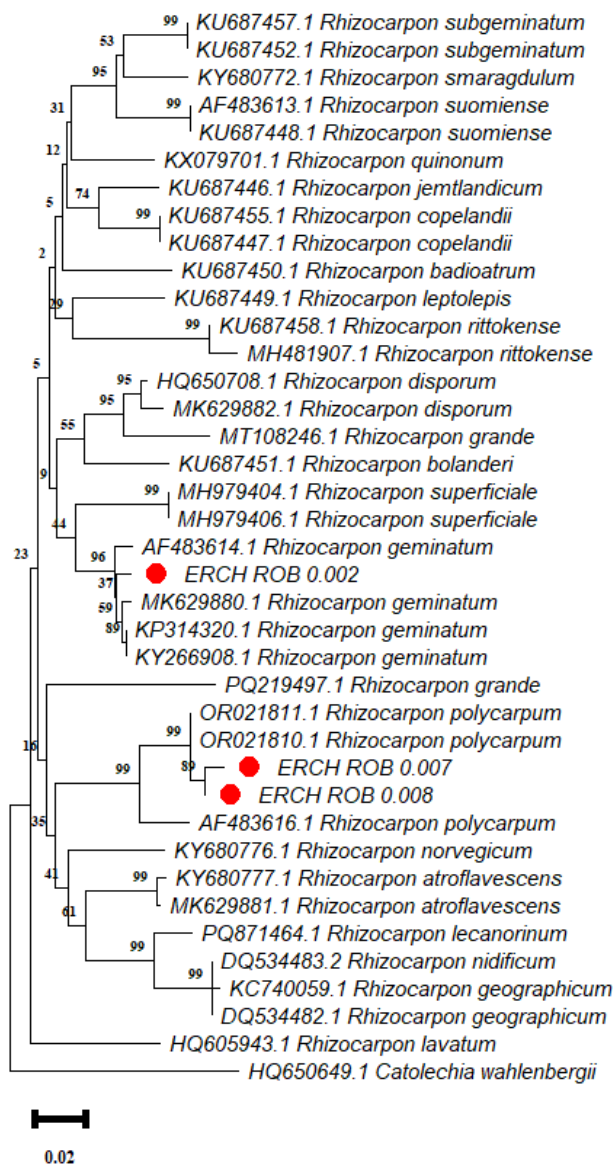 99
KU687457.1 Rhizocarpon subgeminatum
53
KU687452.1 Rhizocarpon subgeminatum
95
KY680772.1 Rhizocarpon smaragdulum
31
99
AF483613.1 Rhizocarpon suomiense
KU687448.1 Rhizocarpon suomiense
12
KX079701.1 Rhizocarpon quinonum
74
KU687446.1 Rhizocarpon jemtlandicum
5
99
KU687455.1 Rhizocarpon copelandii
KU687447.1 Rhizocarpon copelandii
2
KU687450.1 Rhizocarpon badioatrum
29
KU687449.1 Rhizocarpon leptolepis
99
KU687458.1 Rhizocarpon rittokense
MH481907.1 Rhizocarpon rittokense
5
95
HQ650708.1 Rhizocarpon disporum
95
MK629882.1 Rhizocarpon disporum
55
MT108246.1 Rhizocarpon grande
9
KU687451.1 Rhizocarpon bolanderi
99
MH979404.1 Rhizocarpon superficiale
44
MH979406.1 Rhizocarpon superficiale
23
96
AF483614.1 Rhizocarpon geminatum
37
ERCH ROB 0.002
59
MK629880.1 Rhizocarpon geminatum
89
KP314320.1 Rhizocarpon geminatum
KY266908.1 Rhizocarpon geminatum
PQ219497.1 Rhizocarpon grande
16
99
OR021811.1 Rhizocarpon polycarpum
OR021810.1 Rhizocarpon polycarpum
99
89
ERCH ROB 0.007
ERCH ROB 0.008
35
AF483616.1 Rhizocarpon polycarpum
41
KY680776.1 Rhizocarpon norvegicum
99
KY680777.1 Rhizocarpon atroflavescens
61
MK629881.1 Rhizocarpon atroflavescens
99
PQ871464.1 Rhizocarpon lecanorinum
DQ534483.2 Rhizocarpon nidificum
99
KC740059.1 Rhizocarpon geographicum
DQ534482.1 Rhizocarpon geographicum
HQ605943.1 Rhizocarpon lavatum
HQ650649.1 Catolechia wahlenbergii
0.02